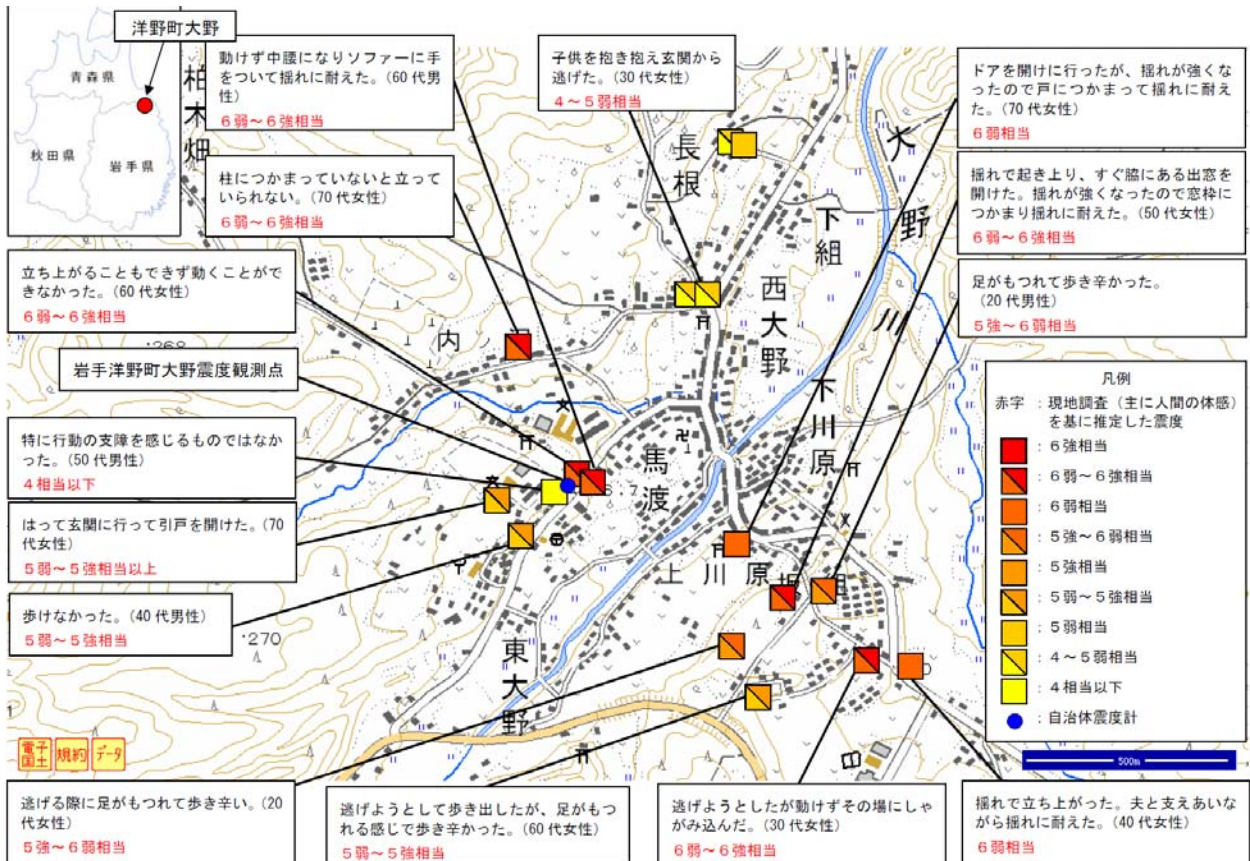 洋野町大野
青森県
秋田県
岩手県
動けず中腰になりソファーに手
をついて揺れに耐えた。(60代男
性)
6弱~6強相当
子供を抱き抱え玄関から
逃げた。(30代女性)
4~5弱相当
ドアを開けに行ったが、揺れが強くな
ったので戸につかまって揺れに耐え
た。(70代女性)
6弱相当
柱につかまっていないと立って
いられない。(70代女性)
6弱~6強相当
揺れで起き上り、すぐ脇にある出窓を
開けた。揺れが強くなったので窓枠に
つかまり揺れに耐えた。(50代女性)
6弱~6強相当
立ち上がることもできず動くことがで
きなかった。(60代女性)
6弱~6強相当
足がもつれて歩き辛かった。
(20代男性)
5強~6弱相当
岩手洋野町大野震度観測点
特に行動の支障を感じるものではなか
った。(50代男性)
4相当以下
はって玄関に行って引戸を開けた。(70
代女性)
5弱~5強相当以上
歩けなかった。(40代男性)
5弱~5強相当
柏木畑
長根
下組
大野川
西大野
下川原
内
・268
馬渡
上川原
・270
東大野
凡例
赤字 : 現地調査(主に人間の体感)
を基に推定した震度
: 6強相当
: 6弱~6強相当
: 6弱相当
: 5強~6弱相当
: 5強相当
: 5弱~5強相当
: 5弱相当
: 4~5弱相当
: 4相当以下
: 自治体震度計
500m
電子
国土
規約
データ
逃げる際に足がもつれて歩き辛い。(20
代女性)
5強~6弱相当
逃げようとして歩き出したが、足がもつ
れる感じで歩き辛かった。(60代女性)
5弱~5強相当
逃げようとしたが動けずその場にしゃ
がみ込んだ。(30代女性)
6弱~6強相当
揺れで立ち上がった。夫と支えあいな
がら揺れに耐えた。(40代女性)
6弱相当